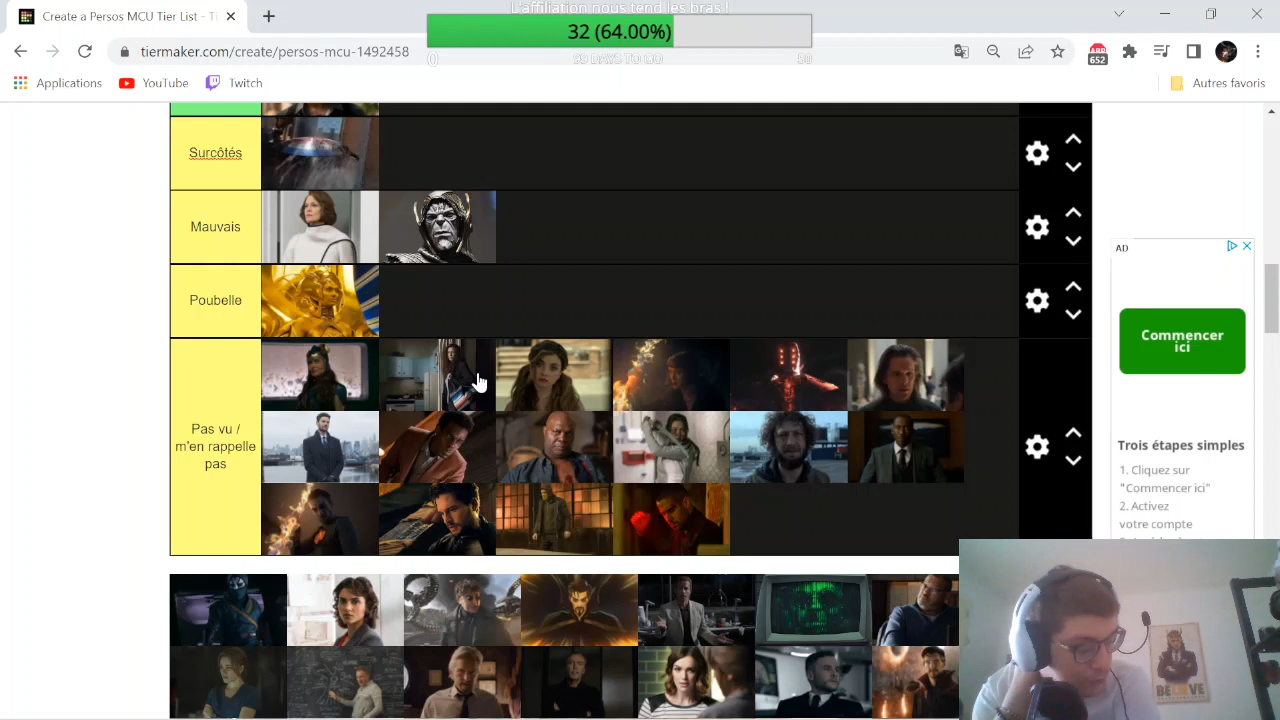 L'affiliation nous tend les bras !
Create a Persos MCU Tier List - Ti
32 (64.00%)
tiermaker.com/create/persos-mcu-1492458
652
Applications
YouTube
Twitch
Autres favoris
Surcôtés
Mauvais
Poubelle
Pas vu /
m'en rappelle
pas
AD
Commencer
ici
Trois étapes simples
1. Cliquez sur
"Commencer ici"
2. Activez
votre compte